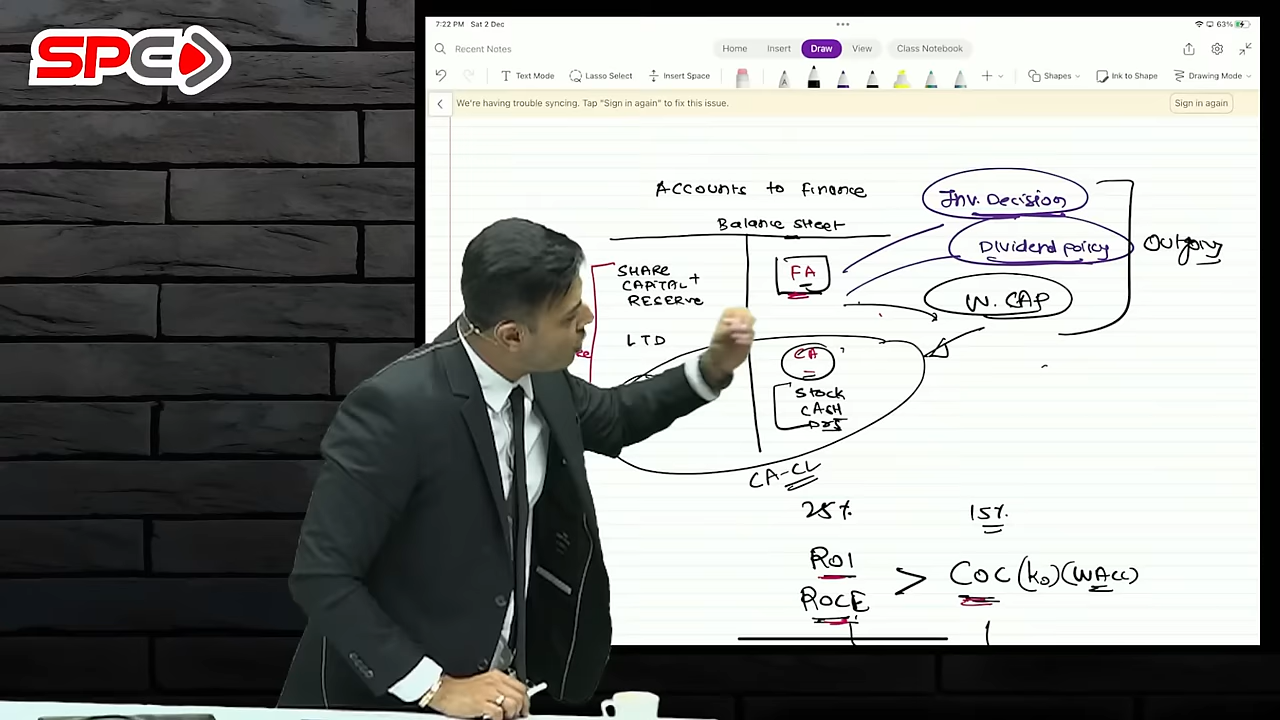 SPC
7:22 PM Sat 2 Dec
63%
Recent Notes
Home
Insert
Draw
View
Class Notebook
Text Mode
Lasso Select
Insert Space
Shapes
Ink to Shape
Drawing Mode
We're having trouble syncing. Tap "Sign in again" to fix this issue.
Sign in again
Accounts to finance
Balance sheet
SHARE
CAPITAL +
RESERVE
LTD
FA
CA
Stock
CASH
CA-CL
Inv. Decision
Dividend policy
W. CAP
25%
15%
ROI
ROCE
>
COC (ko) (WACC)